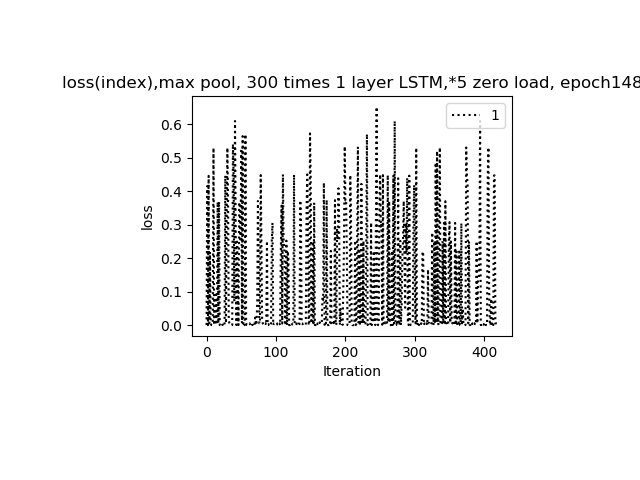 loss(index),max pool, 300 times 1 layer LSTM,*5 zero load, epoch148
1
0.6
0.5
0.4
0.3
0.2
0.1
0.0
loss
0 100 200 300 400
Iteration